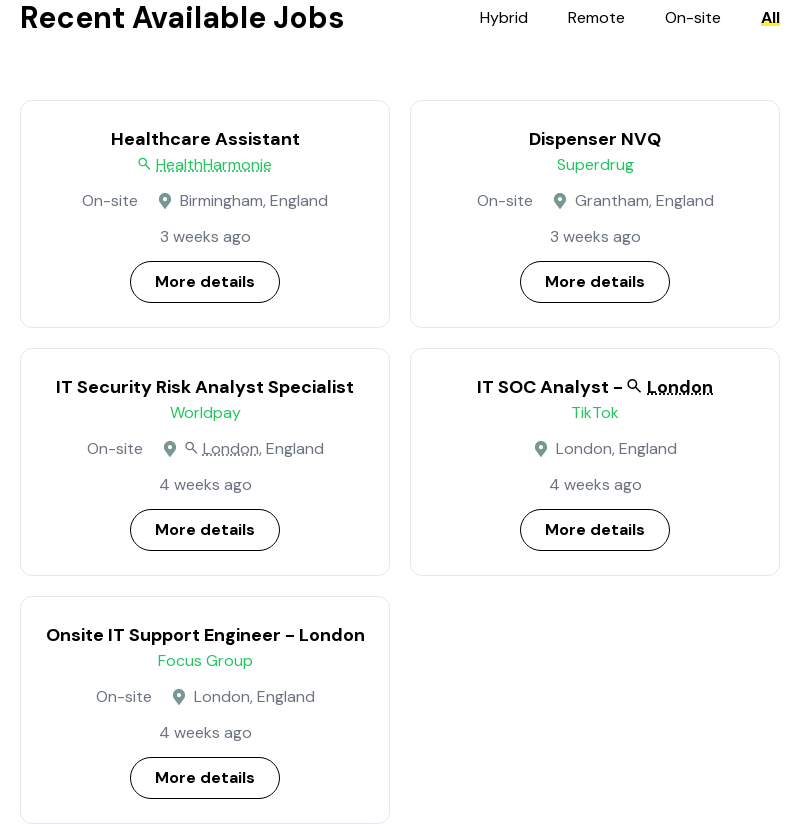 Recent Available Jobs
Hybrid Remote On-site All
Healthcare Assistant
HealthHarmonie
On-site Birmingham, England
3 weeks ago
More details
Dispenser NVQ
Superdrug
On-site Grantham, England
3 weeks ago
More details
IT Security Risk Analyst Specialist
Worldpay
On-site London, England
4 weeks ago
More details
IT SOC Analyst - London
TikTok
London, England
4 weeks ago
More details
Onsite IT Support Engineer - London
Focus Group
On-site London, England
4 weeks ago
More details